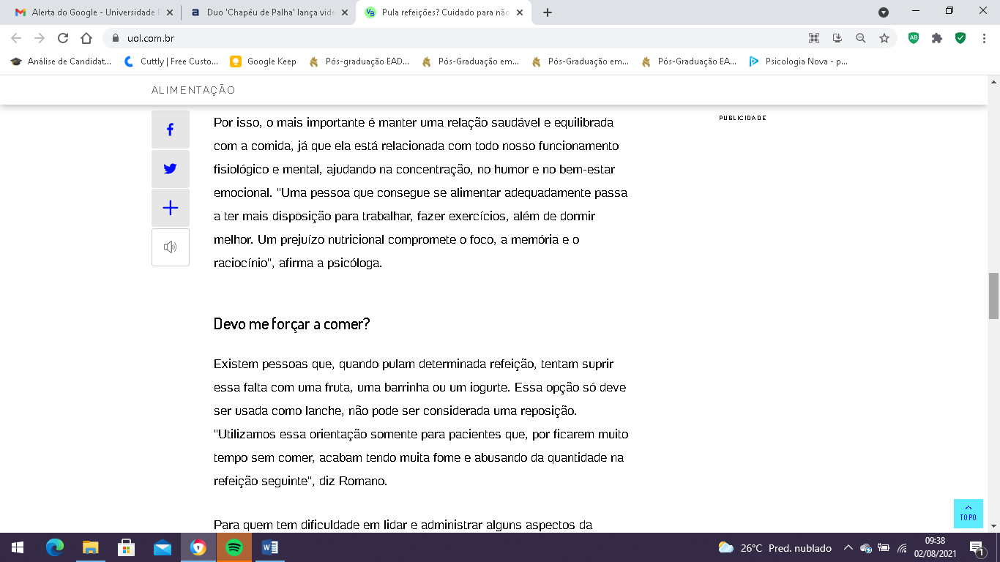 Alerta do Google - Universidade F
Duo 'Chapéu de Palha' lança vid
Pula refeições? Cuidado para não
uol.com.br
Análise de Candidat...
Cuttly | Free Custo...
Google Keep
Pós-graduação EAD...
Pós-Graduação em...
Pós-Graduação em...
Pós-Graduação EA...
Psicologia Nova - p...
ALIMENTAÇÃO
PUBLICIDADE
Por isso, o mais importante é manter uma relação saudável e equilibrada
com a comida, já que ela está relacionada com todo nosso funcionamento
fisiológico e mental, ajudando na concentração, no humor e no bem-estar
emocional. "Uma pessoa que consegue se alimentar adequadamente passa
a ter mais disposição para trabalhar, fazer exercícios, além de dormir
melhor. Um prejuízo nutricional compromete o foco, a memória e o
raciocínio", afirma a psicóloga.
Devo me forçar a comer?
Existem pessoas que, quando pulam determinada refeição, tentam suprir
essa falta com uma fruta, uma barrinha ou um iogurte. Essa opção só deve
ser usada como lanche, não pode ser considerada uma reposição.
"Utilizamos essa orientação somente para pacientes que, por ficarem muito
tempo sem comer, acabam tendo muita fome e abusando da quantidade na
refeição seguinte", diz Romano.
Para quem tem dificuldade em lidar e administrar alguns aspectos da
TOPO
26°C Pred. nublado
09:38
02/08/2021
1